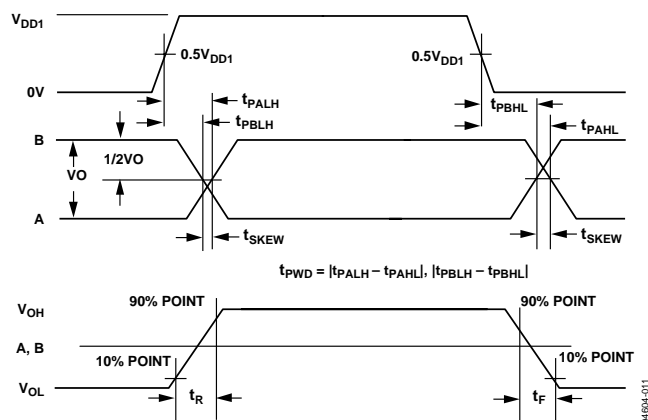 VDD1
0.5VDD1
0.5VDD1
0V
tPALH
tPBHL
tPBLH
tPAHL
B
1/2VO
VO
A
tSKEW
tSKEW
tPWD = |tPALH – tPAHL|, |tPBLH – tPBHL|
90% POINT
90% POINT
VOH
A, B
10% POINT
10% POINT
VOL
tR
tF
04604-011